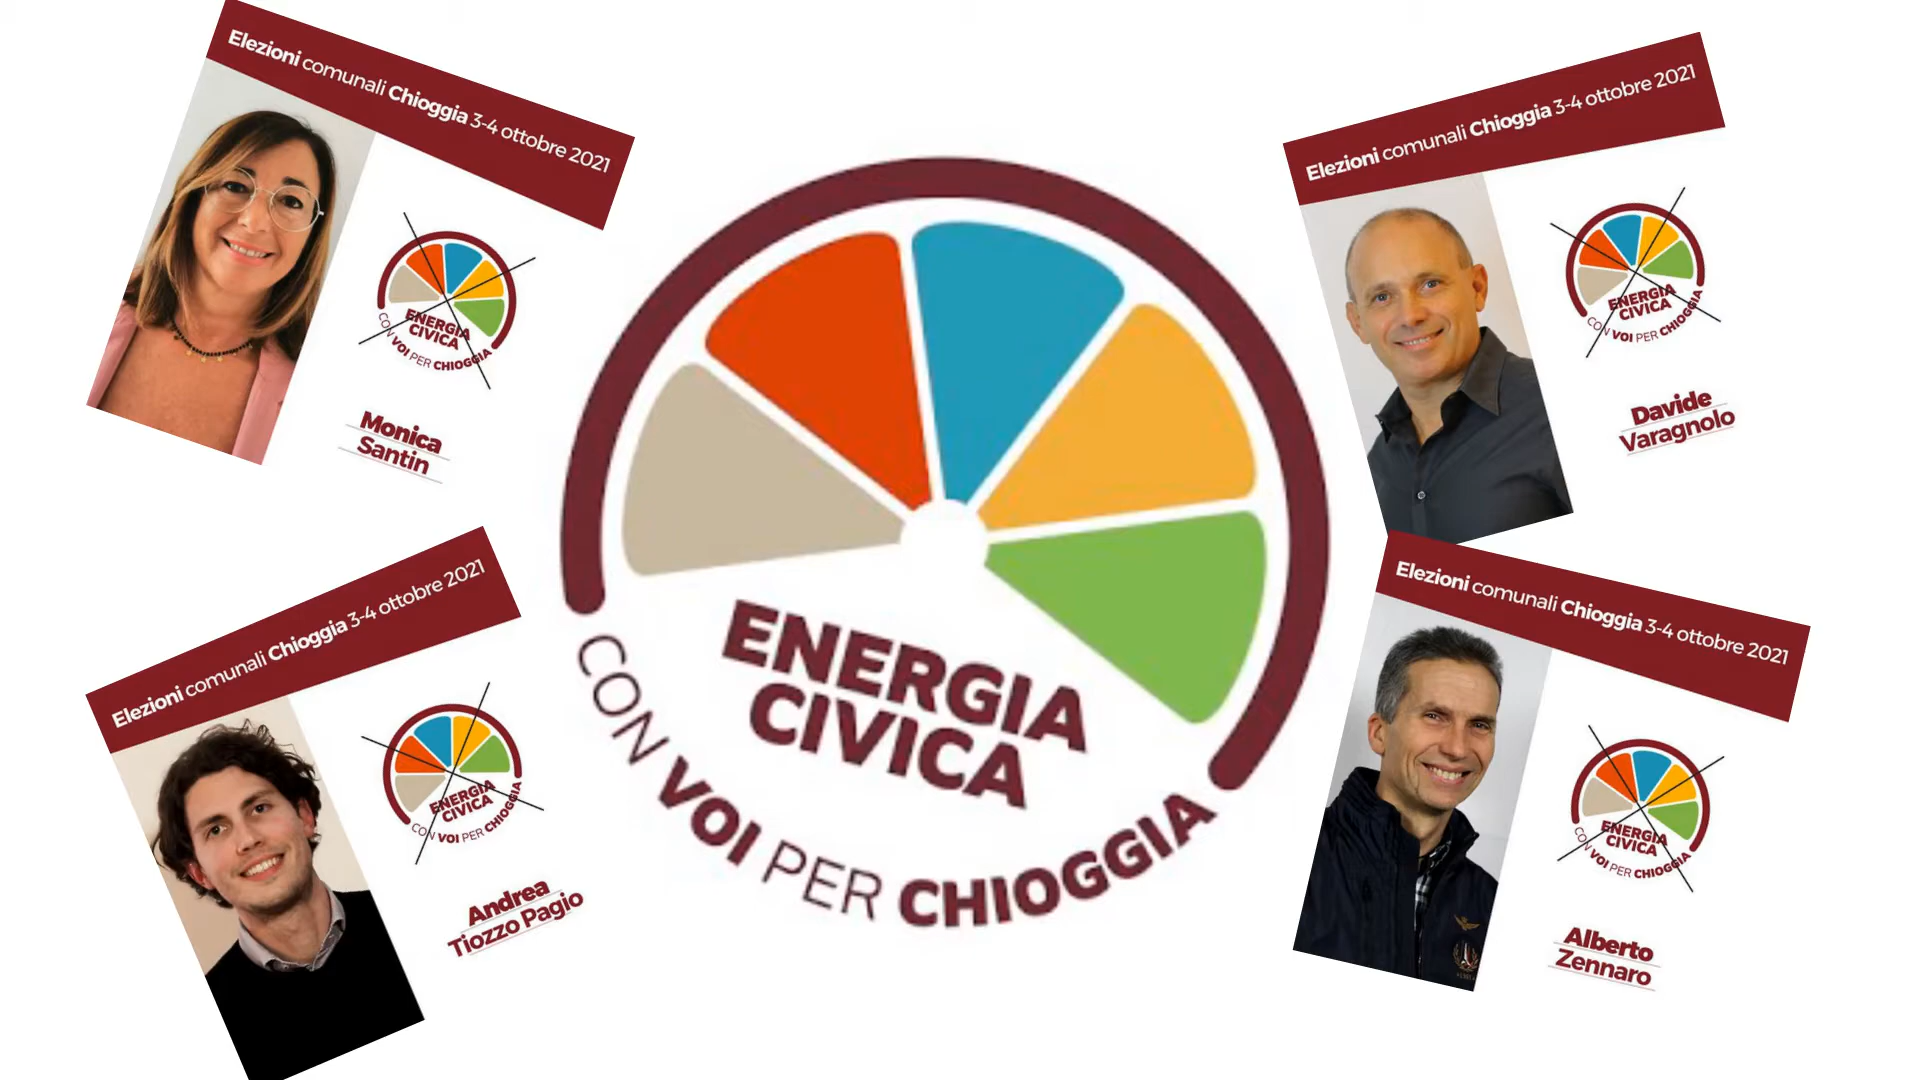 Elezioni comunali Chioggia 3-4 ottobre 2021
ENERGIA
CIVICA
CON VOI PER CHIOGGIA
Monica
Santin
Elezioni comunali Chioggia 3-4 ottobre 2021
ENERGIA
CIVICA
CON VOI PER CHIOGGIA
Davide
Varagnolo
ENERGIA
CIVICA
CON VOI PER CHIOGGIA
Elezioni comunali Chioggia 3-4 ottobre 2021
ENERGIA
CIVICA
CON VOI PER CHIOGGIA
Andrea
Tiozzo Pagio
Elezioni comunali Chioggia 3-4 ottobre 2021
ENERGIA
CIVICA
CON VOI PER CHIOGGIA
Alberto
Zennaro